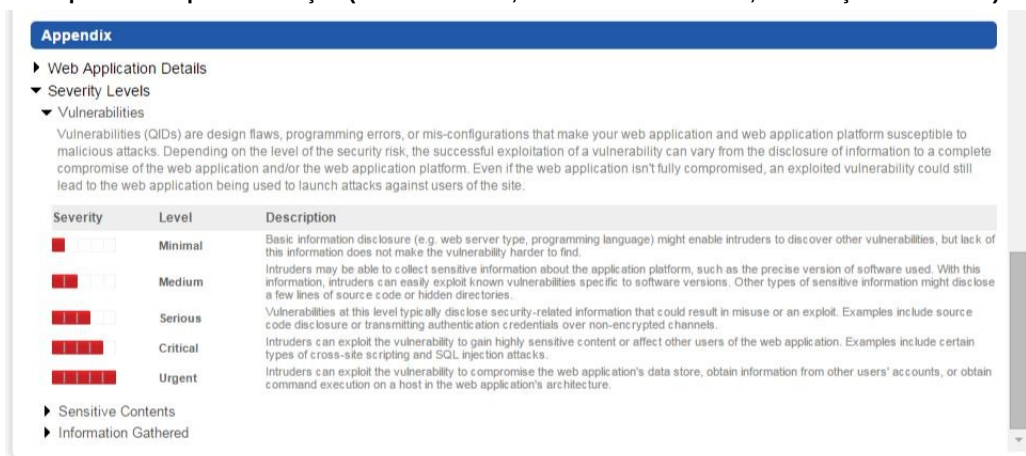 Appendix
Web Application Details
Severity Levels
Vulnerabilities
Vulnerabilities (QIDs) are design flaws, programming errors, or mis-configurations that make your web application and web application platform susceptible to
malicious attacks. Depending on the level of the security risk, the successful exploitation of a vulnerability can vary from the disclosure of information to a complete
compromise of the web application and/or the web application platform. Even if the web application isn't fully compromised, an exploited vulnerability could still
lead to the web application being used to launch attacks against users of the site.
Severity Level Description
Minimal Basic information disclosure (e.g. web server type, programming language) might enable intruders to discover other vulnerabilities, but lack of
this information does not make the vulnerability harder to find.
Medium Intruders may be able to collect sensitive information about the application platform, such as the precise version of software used. With this
information, intruders can easily exploit known vulnerabilities specific to software versions. Other types of sensitive information might disclose
a few lines of source code or hidden directories.
Serious Vulnerabilities at this level typically disclose security-related information that could result in misuse or an exploit. Examples include source
code disclosure or transmitting authentication credentials over non-encrypted channels.
Critical Intruders can exploit the vulnerability to gain highly sensitive content or affect other users of the web application. Examples include certain
types of cross-site scripting and SQL injection attacks.
Urgent Intruders can exploit the vulnerability to compromise the web application's data store, obtain information from other users' accounts, or obtain
command execution on a host in the web application's architecture.
Sensitive Contents
Information Gathered